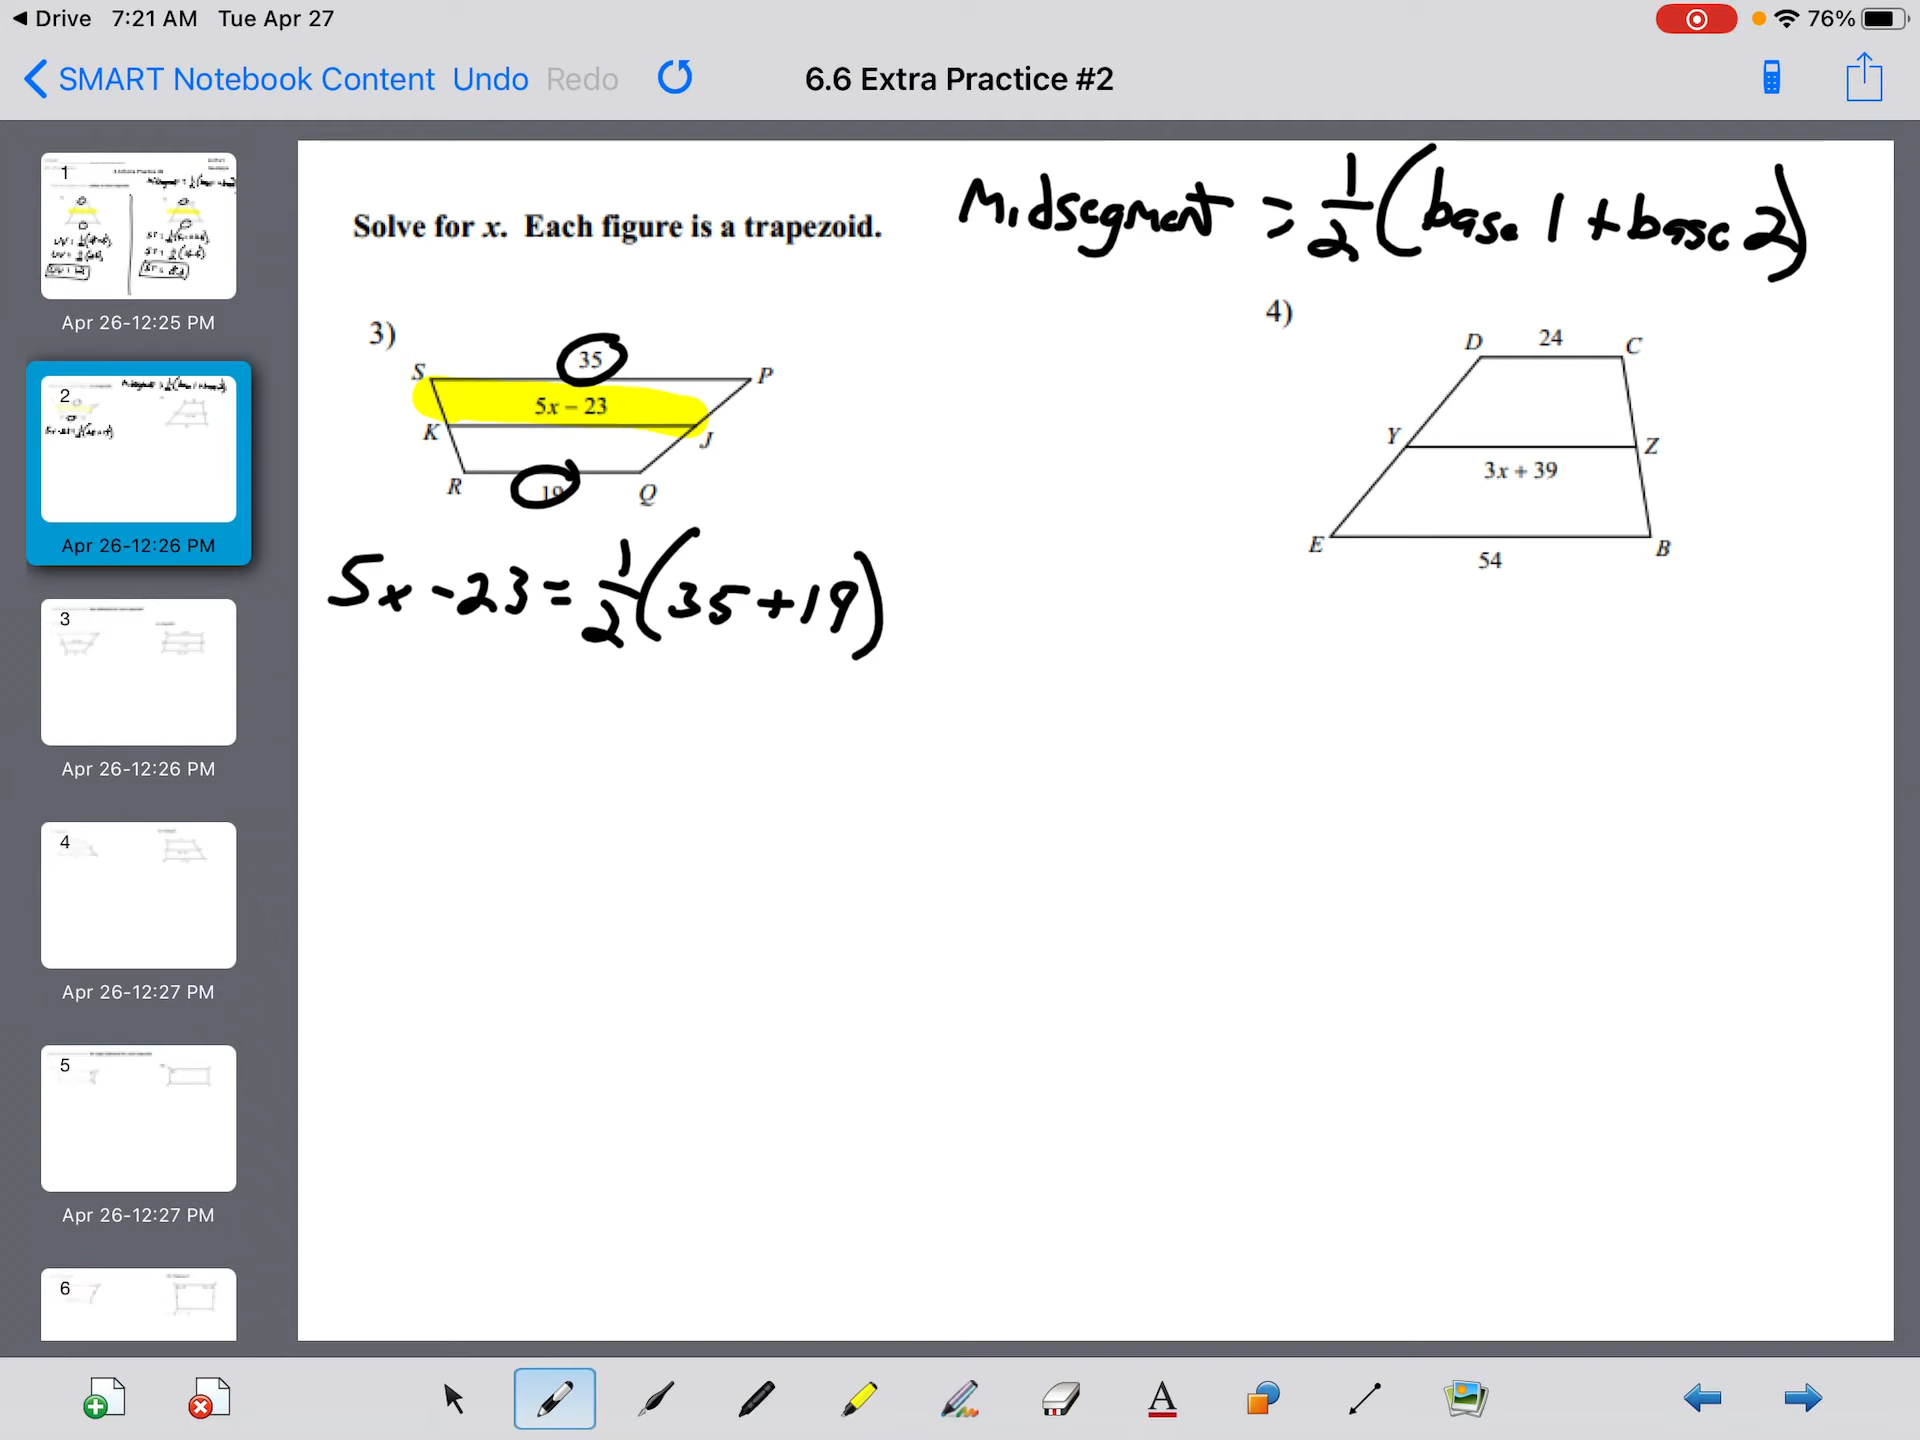 Drive 7:21 AM Tue Apr 27 76%
SMART Notebook Content Undo Redo 6.6 Extra Practice #2
Midsegment = 1/2 (base 1 + base 2)
Solve for x. Each figure is a trapezoid.
3)
35
S P
5x – 23
K J
R 19 Q
5x - 23 = 1/2 (35 + 19)
4)
D 24 C
Y Z
3x + 39
E B
54
1
Apr 26-12:25 PM
2
Apr 26-12:26 PM
3
Apr 26-12:26 PM
4
Apr 26-12:27 PM
5
Apr 26-12:27 PM
6
A